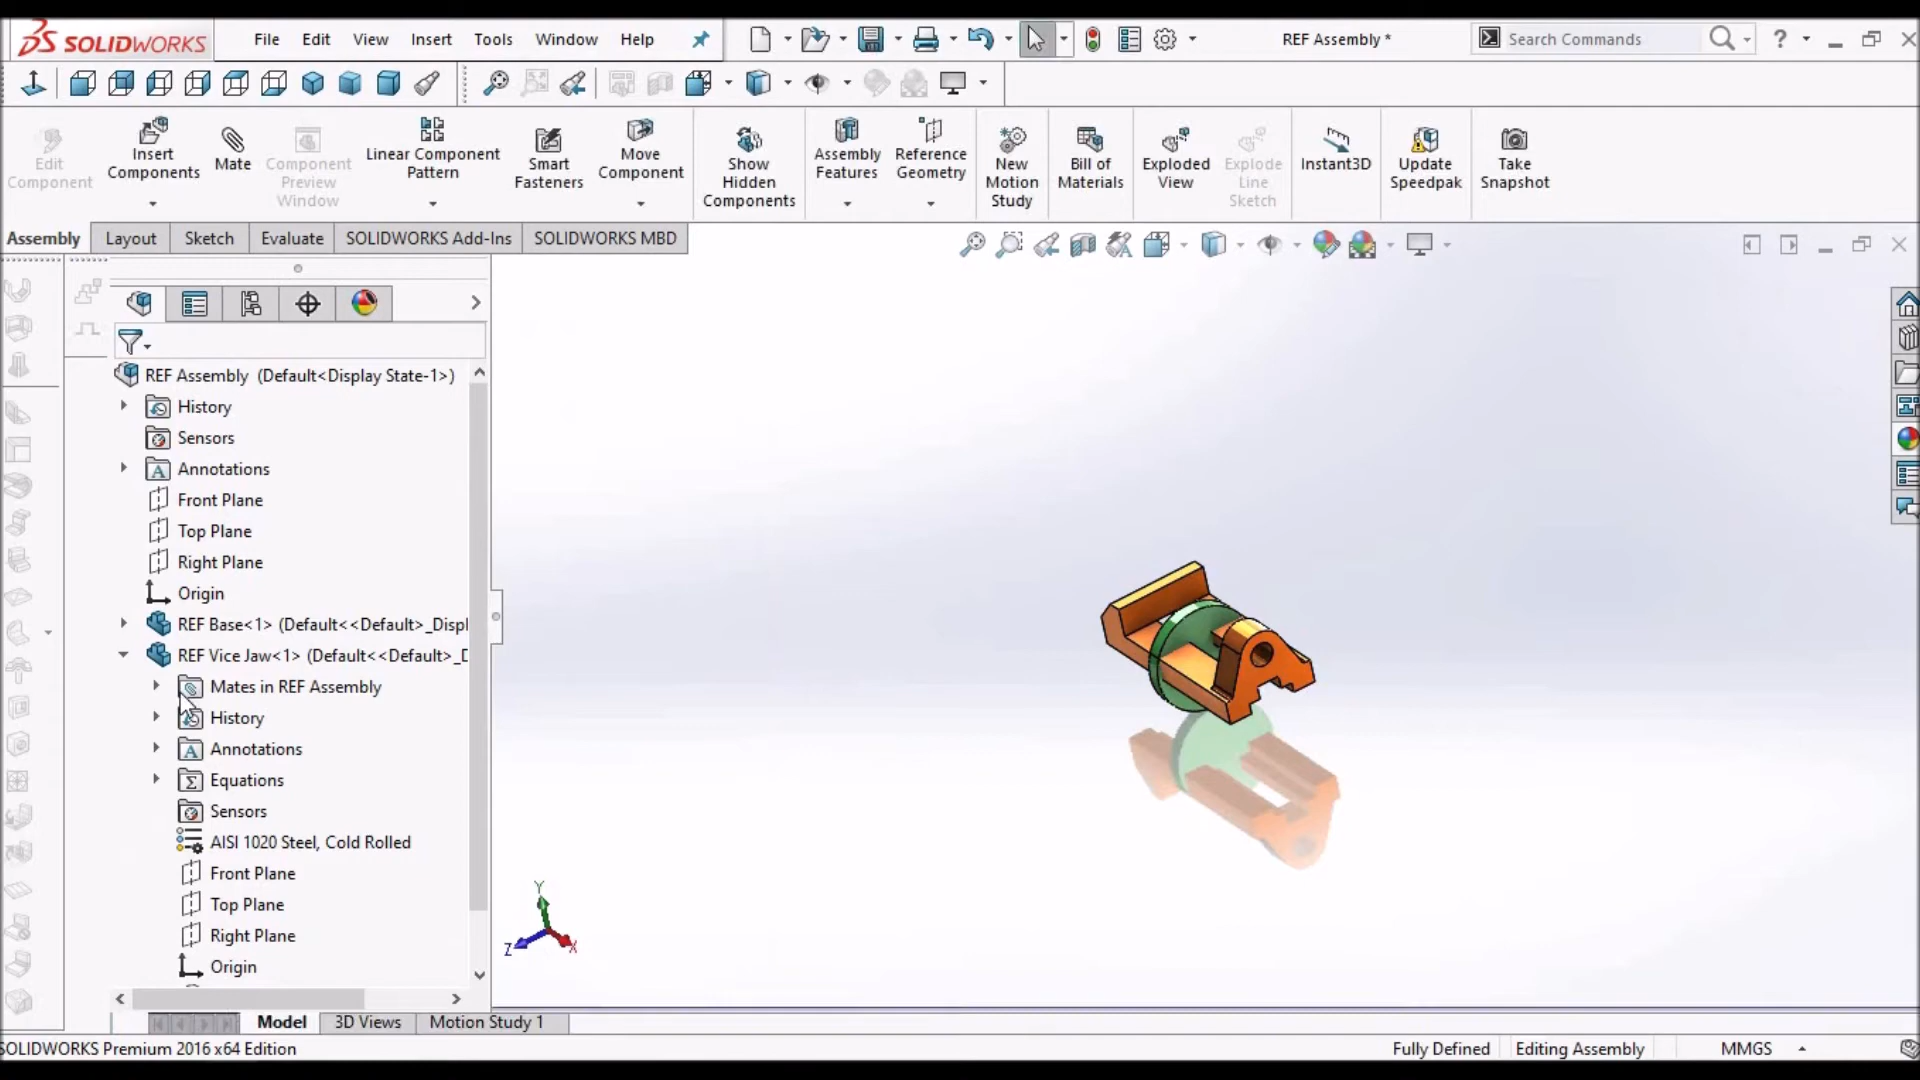 SOLIDWORKS File Edit View Insert Tools Window Help REF Assembly * Search Commands ?
Edit Component
Insert Components
Mate
Component Preview Window
Linear Component Pattern
Smart Fasteners
Move Component
Show Hidden Components
Assembly Features
Reference Geometry
New Motion Study
Bill of Materials
Exploded View
Explode Line Sketch
Instant3D
Update Speedpak
Take Snapshot
Assembly Layout Sketch Evaluate SOLIDWORKS Add-Ins SOLIDWORKS MBD
REF Assembly (Default<Display State-1>)
History
Sensors
Annotations
Front Plane
Top Plane
Right Plane
Origin
REF Base<1> (Default<<Default>_Displ
REF Vice Jaw<1> (Default<<Default>_D
Mates in REF Assembly
History
Annotations
Equations
Sensors
AISI 1020 Steel, Cold Rolled
Front Plane
Top Plane
Right Plane
Origin
Y
Z X
Model 3D Views Motion Study 1
SOLIDWORKS Premium 2016 x64 Edition Fully Defined Editing Assembly MMGS